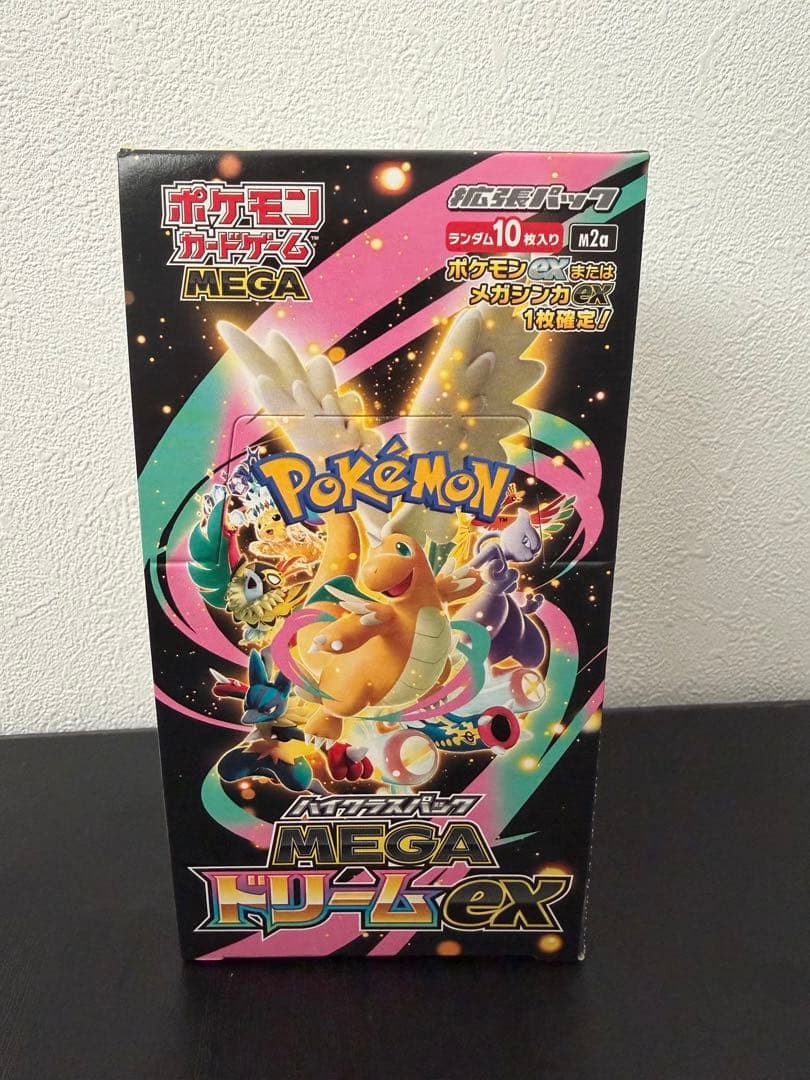 ポケモン
カードゲーム™
MEGA
拡張パック
ランダム10枚入り M2a
ポケモンexまたは
メガシンカex
1枚確定!
POKéMON™
ハイクラスパック
MEGA
ドリームex